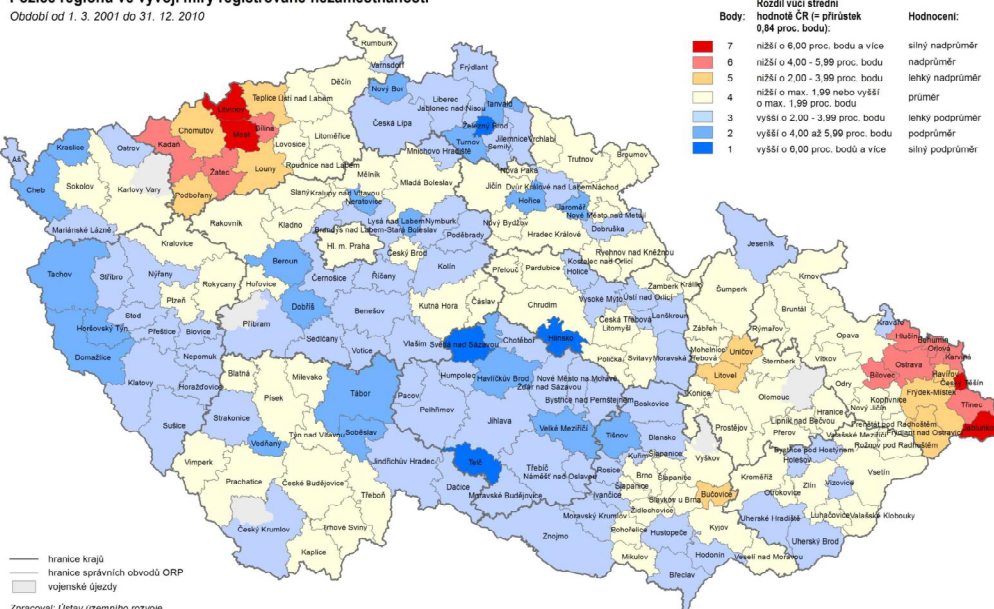 Pozice regionů ve vývoji míry registrované nezaměstnanosti
Období od 1. 3. 2001 do 31. 12. 2010
Body:
Rozdíl vůči střední
hodnotě ČR (= přírůstek
0,84 proc. bodu):
Hodnocení:
7 nižší o 6,00 proc. bodu a více silný nadprůměr
6 nižší o 4,00 - 5,99 proc. bodu nadprůměr
5 nižší o 2,00 - 3,99 proc. bodu lehký nadprůměr
4 nižší o max. 1,99 nebo vyšší
o max. 1,99 proc. bodu průměr
3 vyšší o 2,00 - 3,99 proc. bodu lehký podprůměr
2 vyšší o 4,00 až 5,99 proc. bodu podprůměr
1 vyšší o 6,00 proc. bodů a více silný podprůměr
Rumburk
Varnsdorf
Frýdlant
Děčín
Nový Bor
Liberec
Jablonec nad Nisou
Tanvald
Teplice
Ústí nad Labem
Litvínov
Most
Bílina
Česká Lípa
Železný Brod
Turnov
Semily
Jilemnice
Vrchlabí
Chomutov
Kadaň
Litoměřice
Lovosice
Roudnice nad Labem
Mnichovo Hradiště
Nová Paka
Trutnov
Broumov
Kraslice
Ostrov
Aš
Cheb
Sokolov
Karlovy Vary
Žatec
Louny
Podbořany
Mělník
Mladá Boleslav
Jičín
Dvůr Králové nad Labem
Náchod
Hořice
Jaroměř
Nové Město nad Metují
Dobruška
Slaný
Kralupy nad Vltavou
Neratovice
Mariánské Lázně
Rakovník
Kladno
Brandýs nad Labem-Stará Boleslav
Lysá nad Labem
Nymburk
Poděbrady
Nový Bydžov
Hradec Králové
Rychnov nad Kněžnou
Kostelec nad Orlicí
Hl. m. Praha
Český Brod
Kralovice
Beroun
Hořovice
Černošice
Říčany
Kolín
Přelouč
Pardubice
Holice
Jeseník
Tachov
Stříbro
Nýřany
Plzeň
Rokycany
Dobříš
Příbram
Benešov
Kutná Hora
Čáslav
Chrudim
Vysoké Mýto
Ústí nad Orlicí
Žamberk
Králíky
Lanškroun
Šumperk
Krnov
Bruntál
Stod
Horšovský Týn
Přeštice
Blovice
Domažlice
Nepomuk
Sedlčany
Votice
Vlašim
Světlá nad Sázavou
Chotěboř
Hlinsko
Česká Třebová
Litomyšl
Polička
Svitavy
Moravská Třebová
Zábřeh
Mohelnice
Rýmařov
Uničov
Šternberk
Opava
Vítkov
Kravaře
Hlučín
Bohumín
Orlová
Karviná
Ostrava
Havířov
Český Těšín
Bílovec
Klatovy
Horažďovice
Blatná
Milevsko
Písek
Tábor
Pacov
Humpolec
Havlíčkův Brod
Žďár nad Sázavou
Nové Město na Moravě
Bystřice nad Pernštejnem
Boskovice
Konice
Litovel
Olomouc
Odry
Nový Jičín
Kopřivnice
Frýdek-Místek
Třinec
Jablunkov
Frenštát pod Radhoštěm
Frýdlant nad Ostravicí
Rožnov pod Radhoštěm
Hranice
Lipník nad Bečvou
Valašské Meziříčí
Prostějov
Přerov
Sušice
Strakonice
Vodňany
Týn nad Vltavou
Soběslav
Pelhřimov
Jihlava
Velké Meziříčí
Tišnov
Blansko
Vyškov
Bystřice pod Hostýnem
Holešov
Vsetín
Vimperk
Prachatice
České Budějovice
Jindřichův Hradec
Třeboň
Telč
Dačice
Třebíč
Náměšť nad Oslavou
Moravské Budějovice
Rosice
Kuřim
Šlapanice
Brno
Šlapanice
Šlapanice
Ivančice
Slavkov u Brna
Bučovice
Kroměříž
Zlín
Otrokovice
Vizovice
Luhačovice
Valašské Klobouky
Český Krumlov
Trhové Sviny
Kaplice
Moravský Krumlov
Židlochovice
Pohořelice
Hustopeče
Kyjov
Uherské Hradiště
Uherský Brod
Znojmo
Mikulov
Břeclav
Hodonín
Veselí nad Moravou
hranice krajů
hranice správních obvodů ORP
vojenské újezdy
Zpracoval: Ústav územního rozvoje